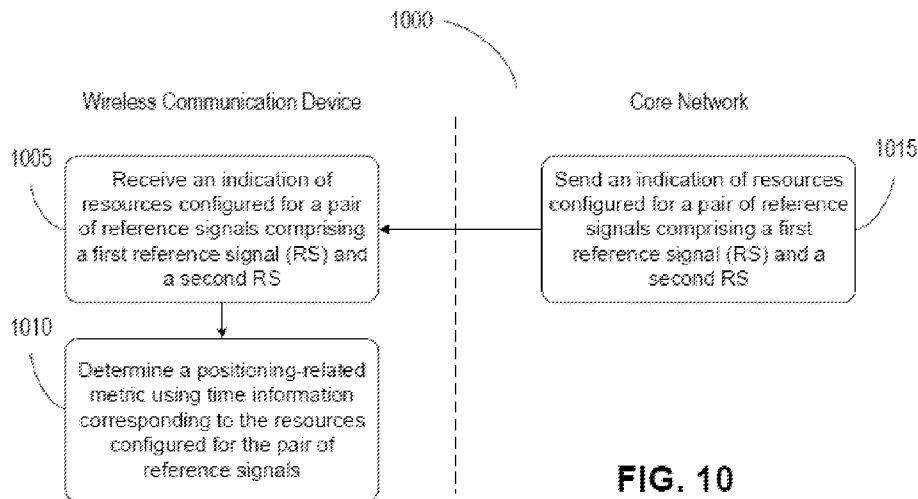 1000
Wireless Communication Device
Core Network
1005
Receive an indication of
resources configured for a pair
of reference signals comprising
a first reference signal (RS) and
a second RS
1015
Send an indication of resources
configured for a pair of reference
signals comprising a first
reference signal (RS) and a
second RS
1010
Determine a positioning-related
metric using time information
corresponding to the resources
configured for the pair of
reference signals
FIG. 10